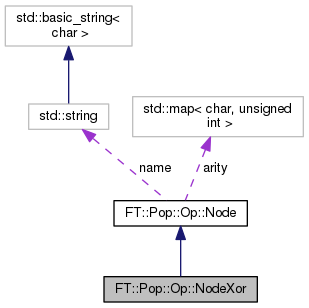 std::basic_string<
char >
std::string
std::map< char, unsigned
int >
name
arity
FT::Pop::Op::Node
FT::Pop::Op::NodeXor